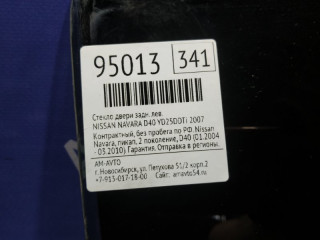 95013 341
Стекло двери задн. лев.
NISSAN NAVARA D40 YD25DDTi 2007
Контрактный, без пробега по РФ. Nissan
Navara, пикап, 2 поколение, D40 (01.2004
- 03.2010). Гарантия. Отправка в регионы.
АМ-АVТО
г. Новосибирск, ул. Петухова 51/2 корп.2
+7-913-017-18-00 Сайт: amavto54.ru